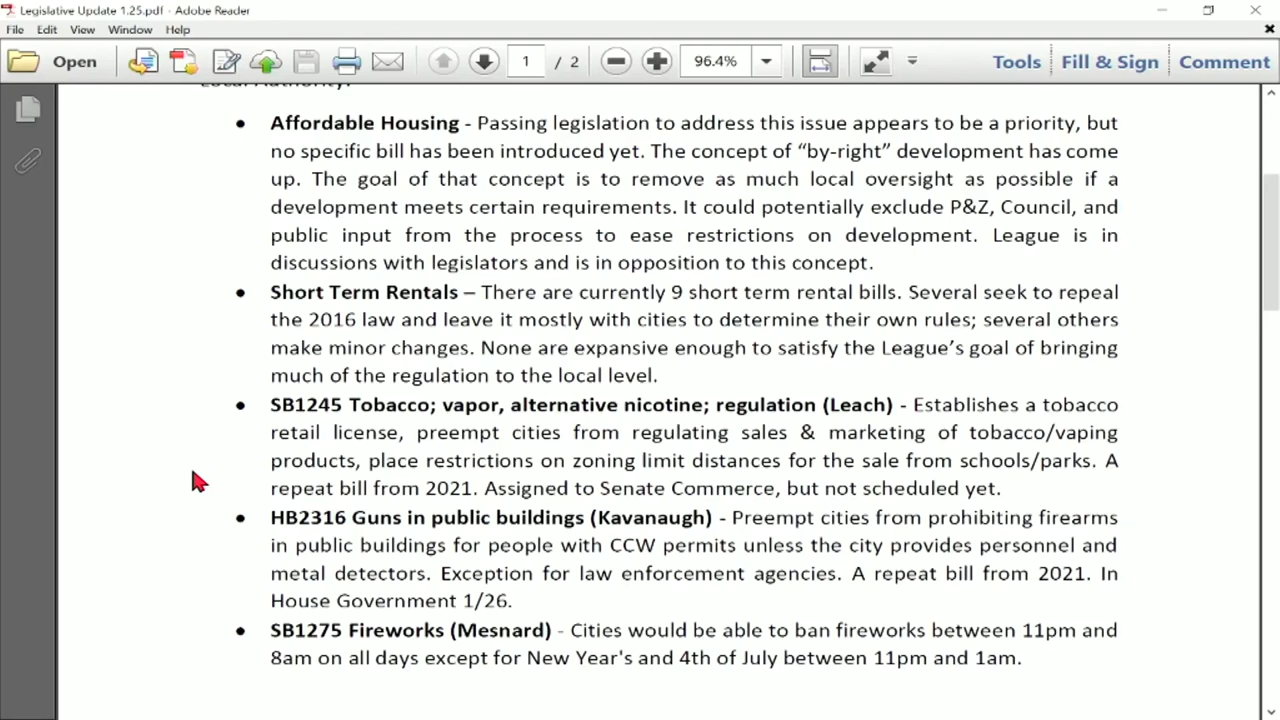 Legislative Update 1.25.pdf - Adobe Reader
File Edit View Window Help
Open 1 / 2 96.4% Tools Fill & Sign Comment
Local Authority:
• Affordable Housing - Passing legislation to address this issue appears to be a priority, but
no specific bill has been introduced yet. The concept of “by-right” development has come
up. The goal of that concept is to remove as much local oversight as possible if a
development meets certain requirements. It could potentially exclude P&Z, Council, and
public input from the process to ease restrictions on development. League is in
discussions with legislators and is in opposition to this concept.
• Short Term Rentals – There are currently 9 short term rental bills. Several seek to repeal
the 2016 law and leave it mostly with cities to determine their own rules; several others
make minor changes. None are expansive enough to satisfy the League’s goal of bringing
much of the regulation to the local level.
• SB1245 Tobacco; vapor, alternative nicotine; regulation (Leach) - Establishes a tobacco
retail license, preempt cities from regulating sales & marketing of tobacco/vaping
products, place restrictions on zoning limit distances for the sale from schools/parks. A
repeat bill from 2021. Assigned to Senate Commerce, but not scheduled yet.
• HB2316 Guns in public buildings (Kavanaugh) - Preempt cities from prohibiting firearms
in public buildings for people with CCW permits unless the city provides personnel and
metal detectors. Exception for law enforcement agencies. A repeat bill from 2021. In
House Government 1/26.
• SB1275 Fireworks (Mesnard) - Cities would be able to ban fireworks between 11pm and
8am on all days except for New Year's and 4th of July between 11pm and 1am.